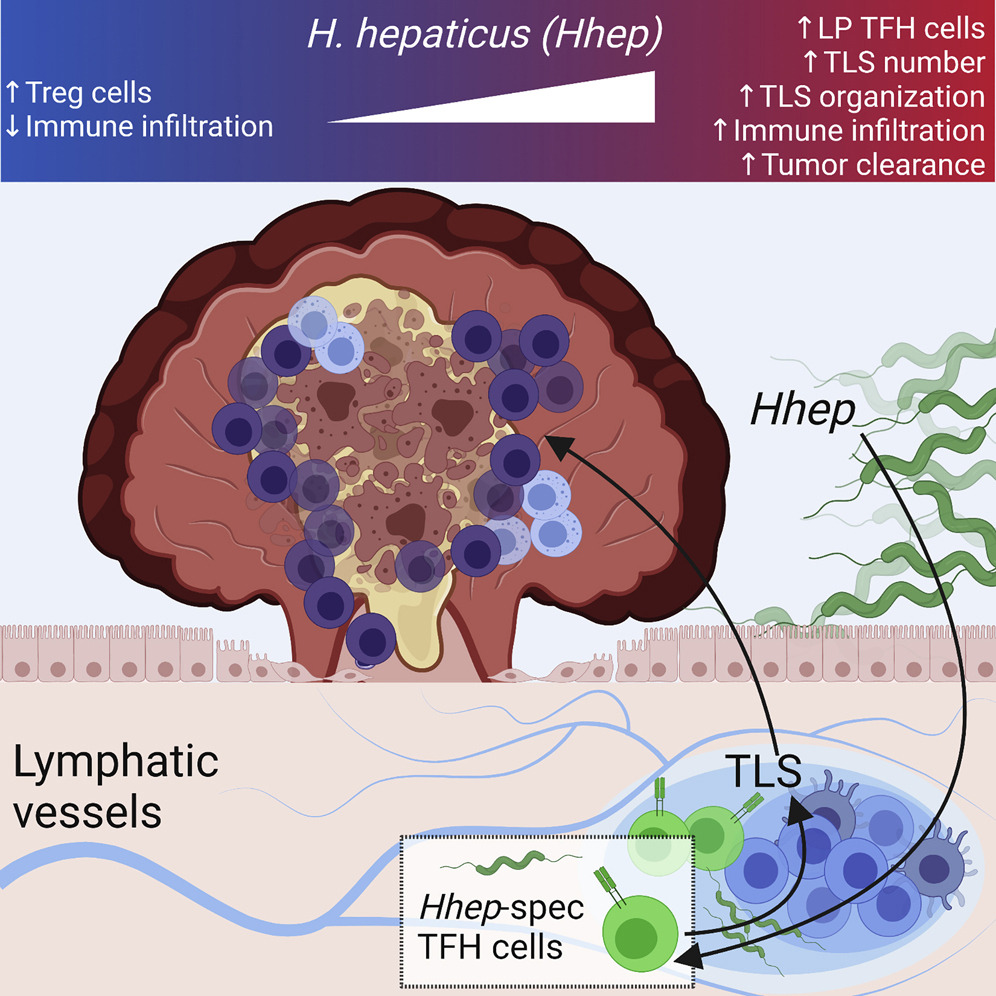 H. hepaticus (Hhep)
↑Treg cells
↓Immune infiltration
↑LP TFH cells
↑TLS number
↑TLS organization
↑Immune infiltration
↑Tumor clearance
Hhep
Lymphatic
vessels
TLS
Hhep-spec
TFH cells